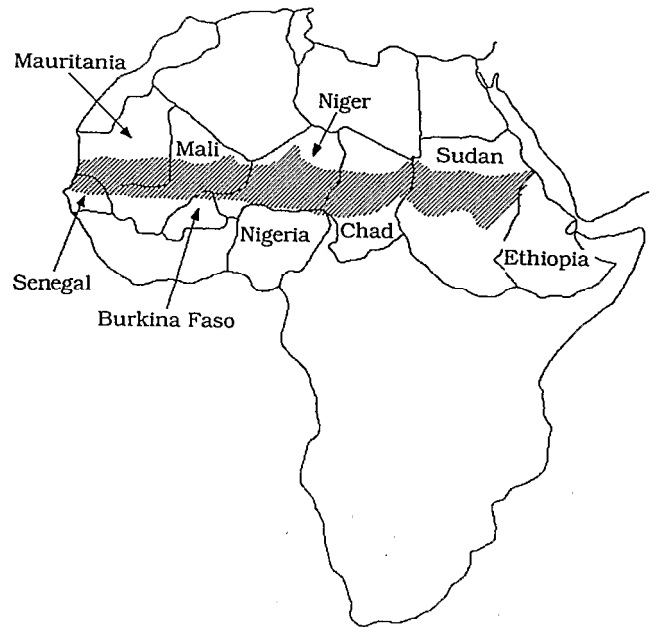 Mauritania
Niger
Mali
Sudan
Nigeria
Chad
Ethiopia
Senegal
Burkina Faso